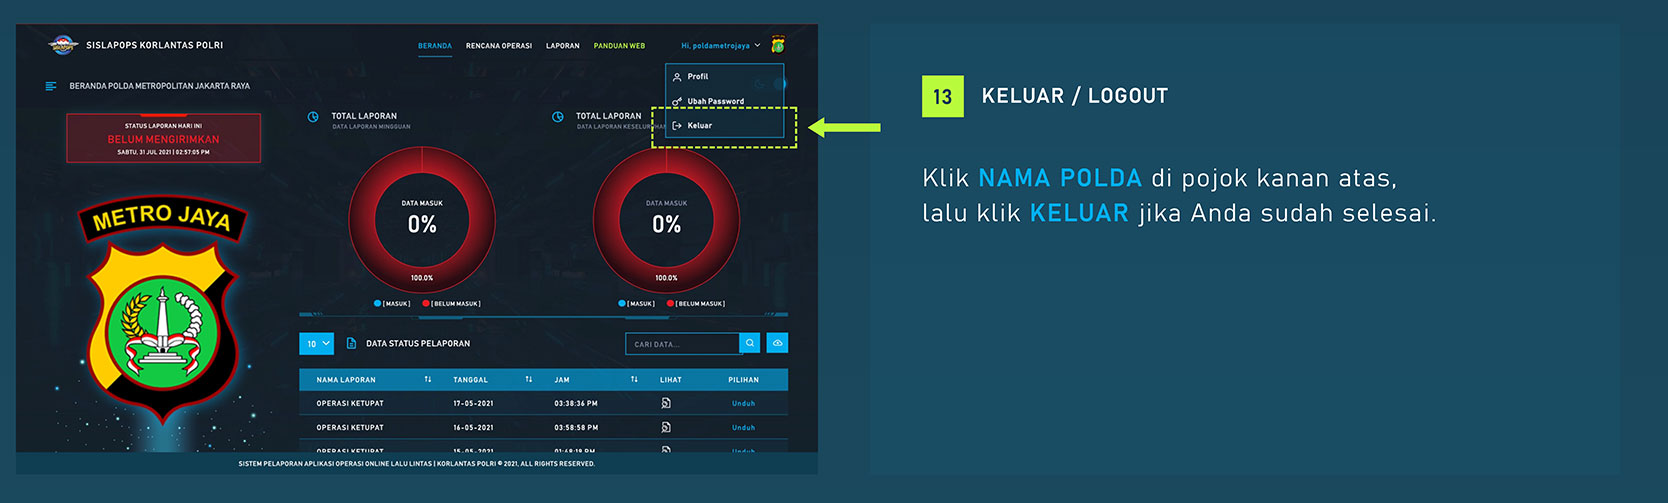 SISLAPOPS KORLANTAS POLRI
BERANDA RENCANA OPERASI LAPORAN PANDUAN WEB Hi, poldametrojaya
BERANDA POLDA METROPOLITAN JAKARTA RAYA
Profil
Ubah Password
Keluar
STATUS LAPORAN HARI INI
BELUM MENGIRIMKAN
SABTU, 31 JUL 2021 | 02:57:05 PM
METRO JAYA
TOTAL LAPORAN
DATA LAPORAN MINGGUAN
DATA MASUK
0%
100.0%
[ MASUK ] [ BELUM MASUK ]
TOTAL LAPORAN
DATA LAPORAN
DATA MASUK
0%
100.0%
[ MASUK ] [ BELUM MASUK ]
10 DATA STATUS PELAPORAN CARI DATA...
NAMA LAPORAN TANGGAL JAM LIHAT PILIHAN
OPERASI KETUPAT 17-05-2021 03:38:36 PM Unduh
OPERASI KETUPAT 16-05-2021 03:58:58 PM Unduh
OPERASI KETUPAT 15-05-2021 Unduh
SISTEM PELAPORAN APLIKASI OPERASI ONLINE LALU LINTAS | KORLANTAS POLRI © 2021, ALL RIGHTS RESERVED.
13 KELUAR / LOGOUT
Klik NAMA POLDA di pojok kanan atas,
lalu klik KELUAR jika Anda sudah selesai.